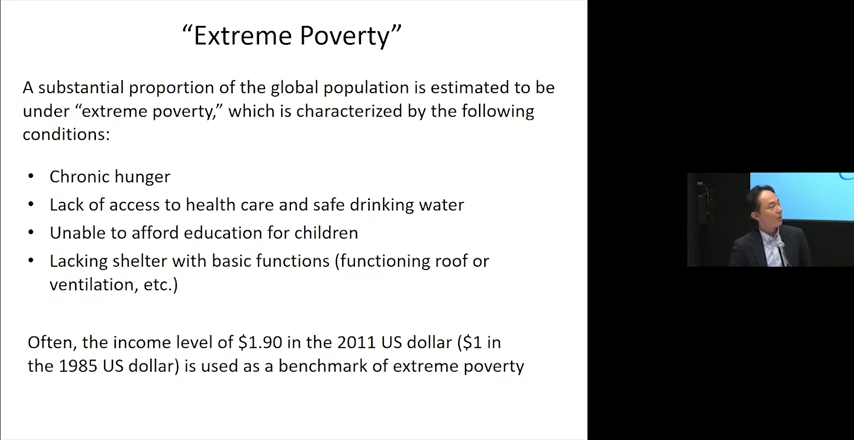 “Extreme Poverty”
A substantial proportion of the global population is estimated to be
under “extreme poverty,” which is characterized by the following
conditions:
• Chronic hunger
• Lack of access to health care and safe drinking water
• Unable to afford education for children
• Lacking shelter with basic functions (functioning roof or
ventilation, etc.)
Often, the income level of $1.90 in the 2011 US dollar ($1 in
the 1985 US dollar) is used as a benchmark of extreme poverty